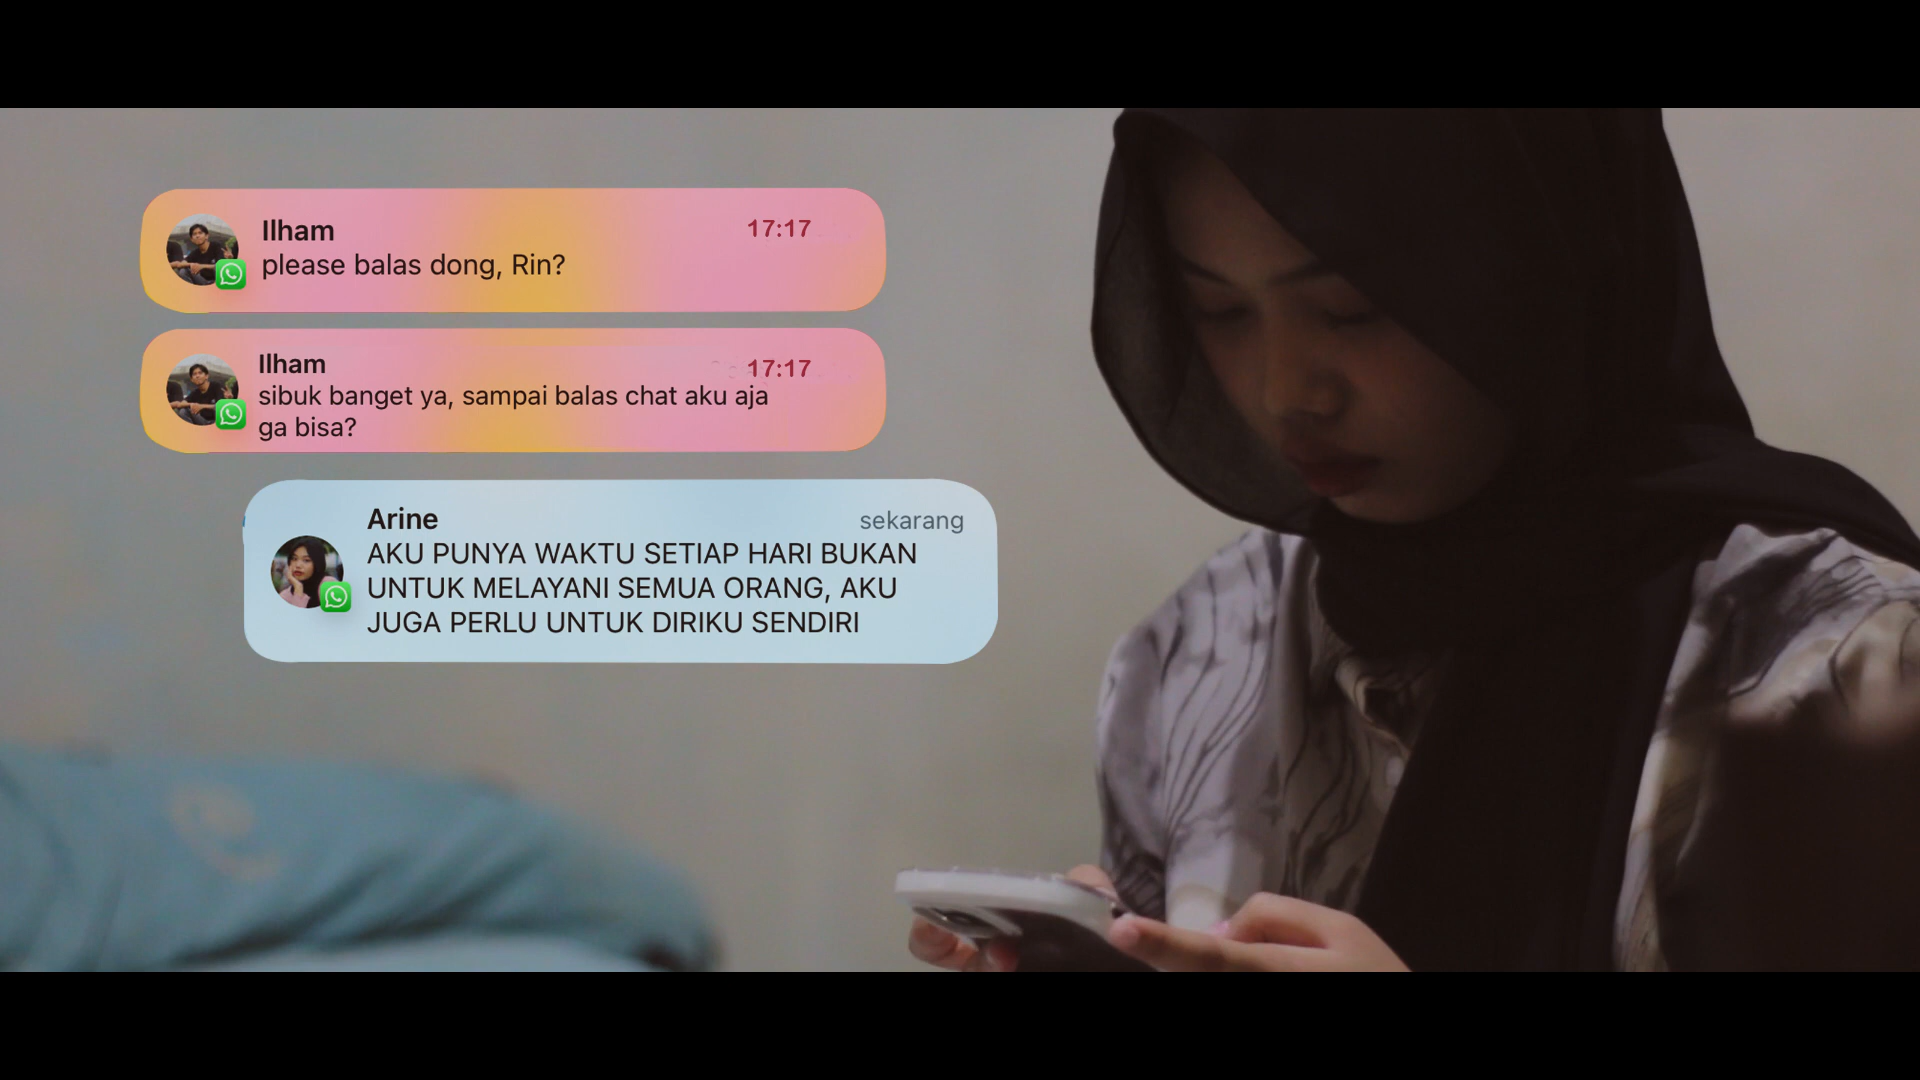 Ilham
17:17
please balas dong, Rin?
Ilham
17:17
sibuk banget ya, sampai balas chat aku aja
ga bisa?
Arine
sekarang
AKU PUNYA WAKTU SETIAP HARI BUKAN
UNTUK MELAYANI SEMUA ORANG, AKU
JUGA PERLU UNTUK DIRIKU SENDIRI